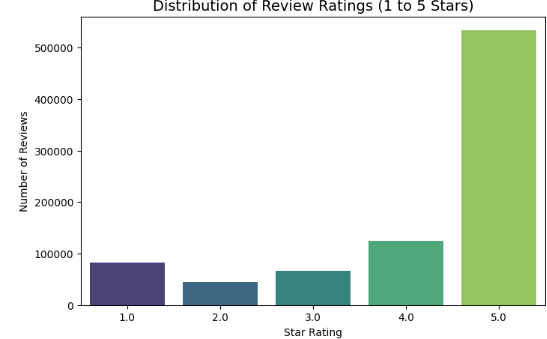 Distribution of Review Ratings (1 to 5 Stars)
500000
400000
300000
200000
100000
0
Number of Reviews
1.0 2.0 3.0 4.0 5.0
Star Rating